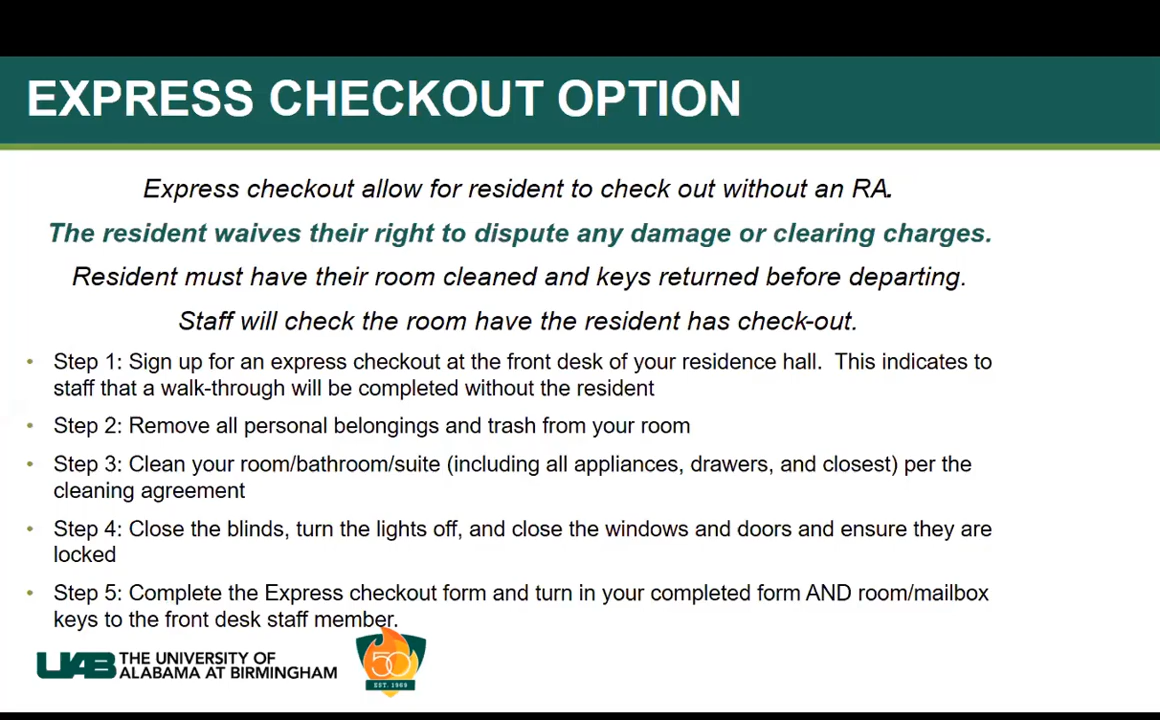 EXPRESS CHECKOUT OPTION
Express checkout allow for resident to check out without an RA.
The resident waives their right to dispute any damage or clearing charges.
Resident must have their room cleaned and keys returned before departing.
Staff will check the room have the resident has check-out.
• Step 1: Sign up for an express checkout at the front desk of your residence hall.  This indicates to
staff that a walk-through will be completed without the resident
• Step 2: Remove all personal belongings and trash from your room
• Step 3: Clean your room/bathroom/suite (including all appliances, drawers, and closest) per the
cleaning agreement
• Step 4: Close the blinds, turn the lights off, and close the windows and doors and ensure they are
locked
• Step 5: Complete the Express checkout form and turn in your completed form AND room/mailbox
keys to the front desk staff member.
UAB THE UNIVERSITY OF
ALABAMA AT BIRMINGHAM
50
EST. 1969